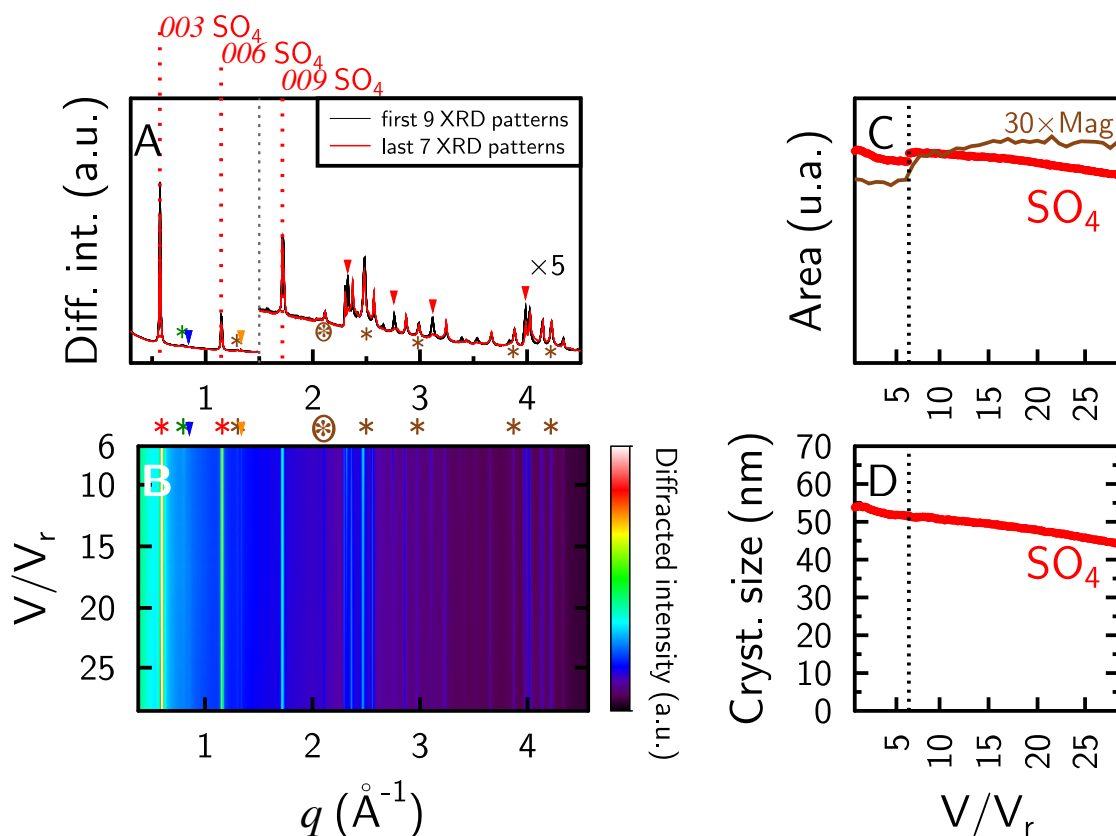 003 SO4
006 SO4
009 SO4
A
Diff. int. (a.u.)
first 9 XRD patterns
last 7 XRD patterns
×5
* * * * * * *
1 2 3 4
* * * * * * * * *
B
V/Vr
6
10
15
20
25
1 2 3 4
q (Å-1)
Diffracted intensity (a.u.)
C
30×Mag
SO4
Area (u.a.)
5 10 15 20 25
D
SO4
Cryst. size (nm)
70
60
50
40
30
20
10
0
5 10 15 20 25
V/Vr